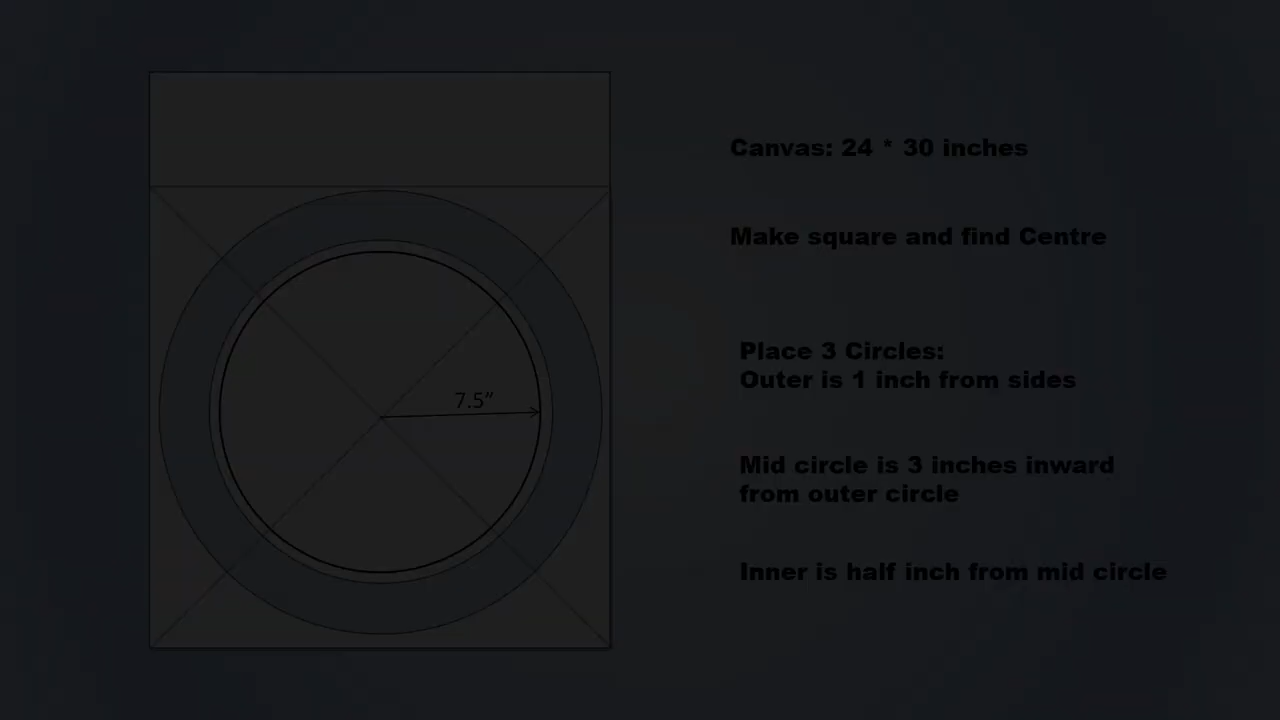 Canvas: 24 * 30 inches
Make square and find Centre
Place 3 Circles:
Outer is 1 inch from sides
7.5”
Mid circle is 3 inches inward
from outer circle
Inner is half inch from mid circle